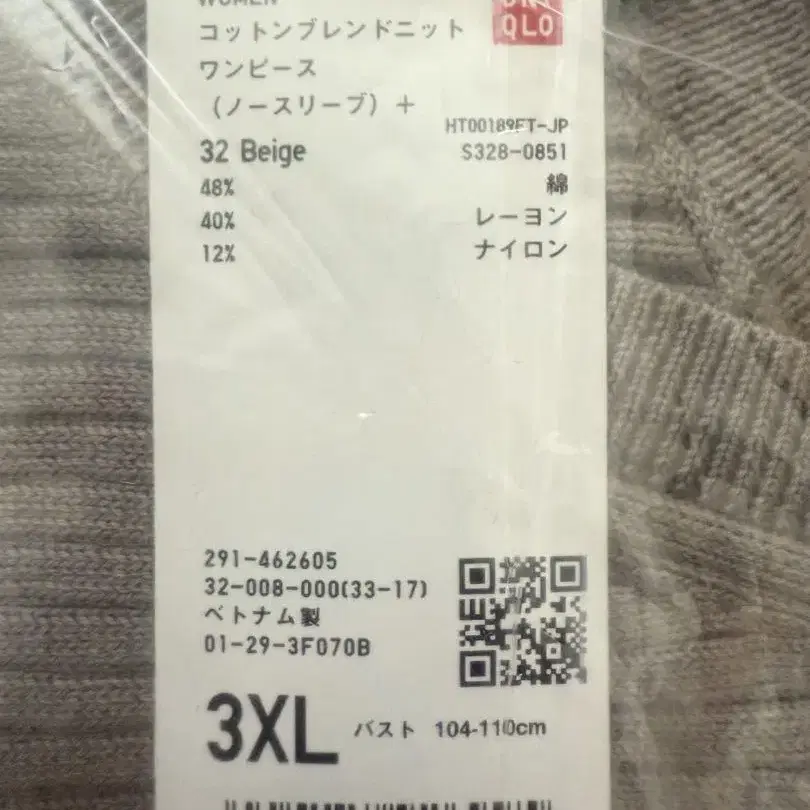 WOMEN
UNI
QLO
コットンブレンドニット
ワンピース
（ノースリーブ）＋
HT00189FT-JP
32 Beige
S328-0851
48% 綿
40% レーヨン
12% ナイロン
291-462605
32-008-000(33-17)
ベトナム製
01-29-3F070B
3XL バスト 104-110cm